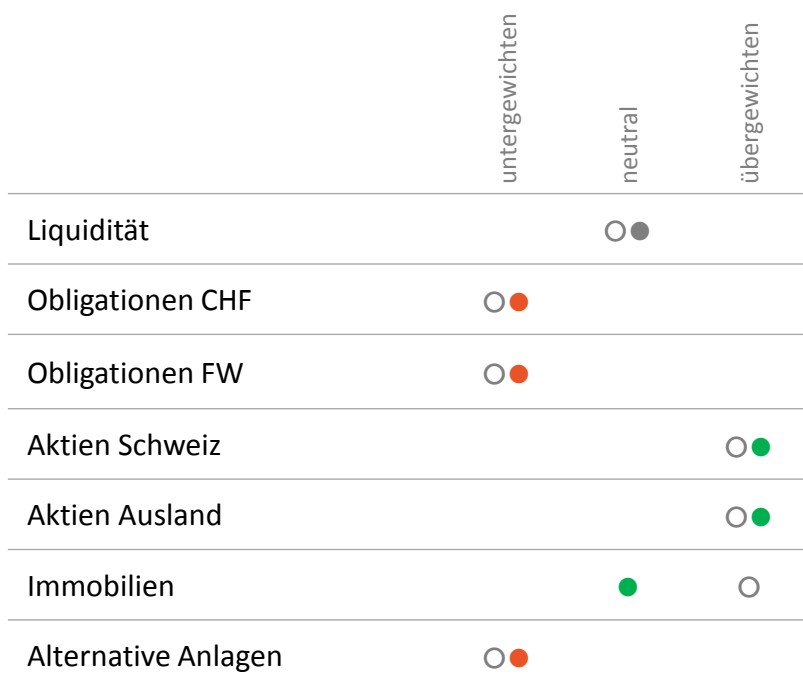 untergewichten
neutral
übergewichten
Liquidität
Obligationen CHF
Obligationen FW
Aktien Schweiz
Aktien Ausland
Immobilien
Alternative Anlagen